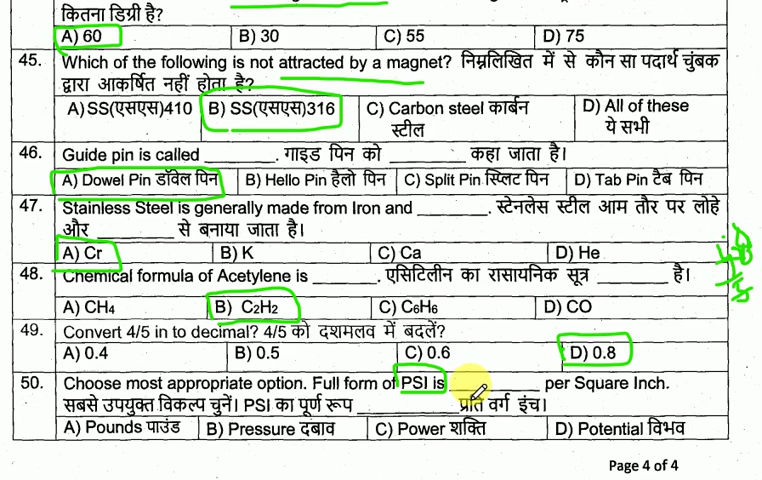 कितना डिग्री है?
A) 60 B) 30 C) 55 D) 75
45. Which of the following is not attracted by a magnet? निम्नलिखित में से कौन सा पदार्थ चुंबक
द्वारा आकर्षित नहीं होता है?
A) SS(एसएस)410 B) SS(एसएस)316 C) Carbon steel कार्बन D) All of these
स्टील ये सभी
46. Guide pin is called ________. गाइड पिन को ________ कहा जाता है।
A) Dowel Pin डॉवेल पिन B) Hello Pin हैलो पिन C) Split Pin स्प्लिट पिन D) Tab Pin टैब पिन
47. Stainless Steel is generally made from Iron and ________. स्टेनलेस स्टील आम तौर पर लोहे
और ________ से बनाया जाता है।
A) Cr B) K C) Ca D) He
48. Chemical formula of Acetylene is _______. एसिटिलीन का रासायनिक सूत्र _______ है।
A) CH₄ B) C₂H₂ C) C₆H₆ D) CO
49. Convert 4/5 in to decimal? 4/5 को दशमलव में बदलें?
A) 0.4 B) 0.5 C) 0.6 D) 0.8
50. Choose most appropriate option. Full form of PSI is _________ per Square Inch.
सबसे उपयुक्त विकल्प चुनें। PSI का पूर्ण रूप __________ प्रति वर्ग इंच।
A) Pounds पाउंड B) Pressure दबाव C) Power शक्ति D) Potential विभव
Page 4 of 4